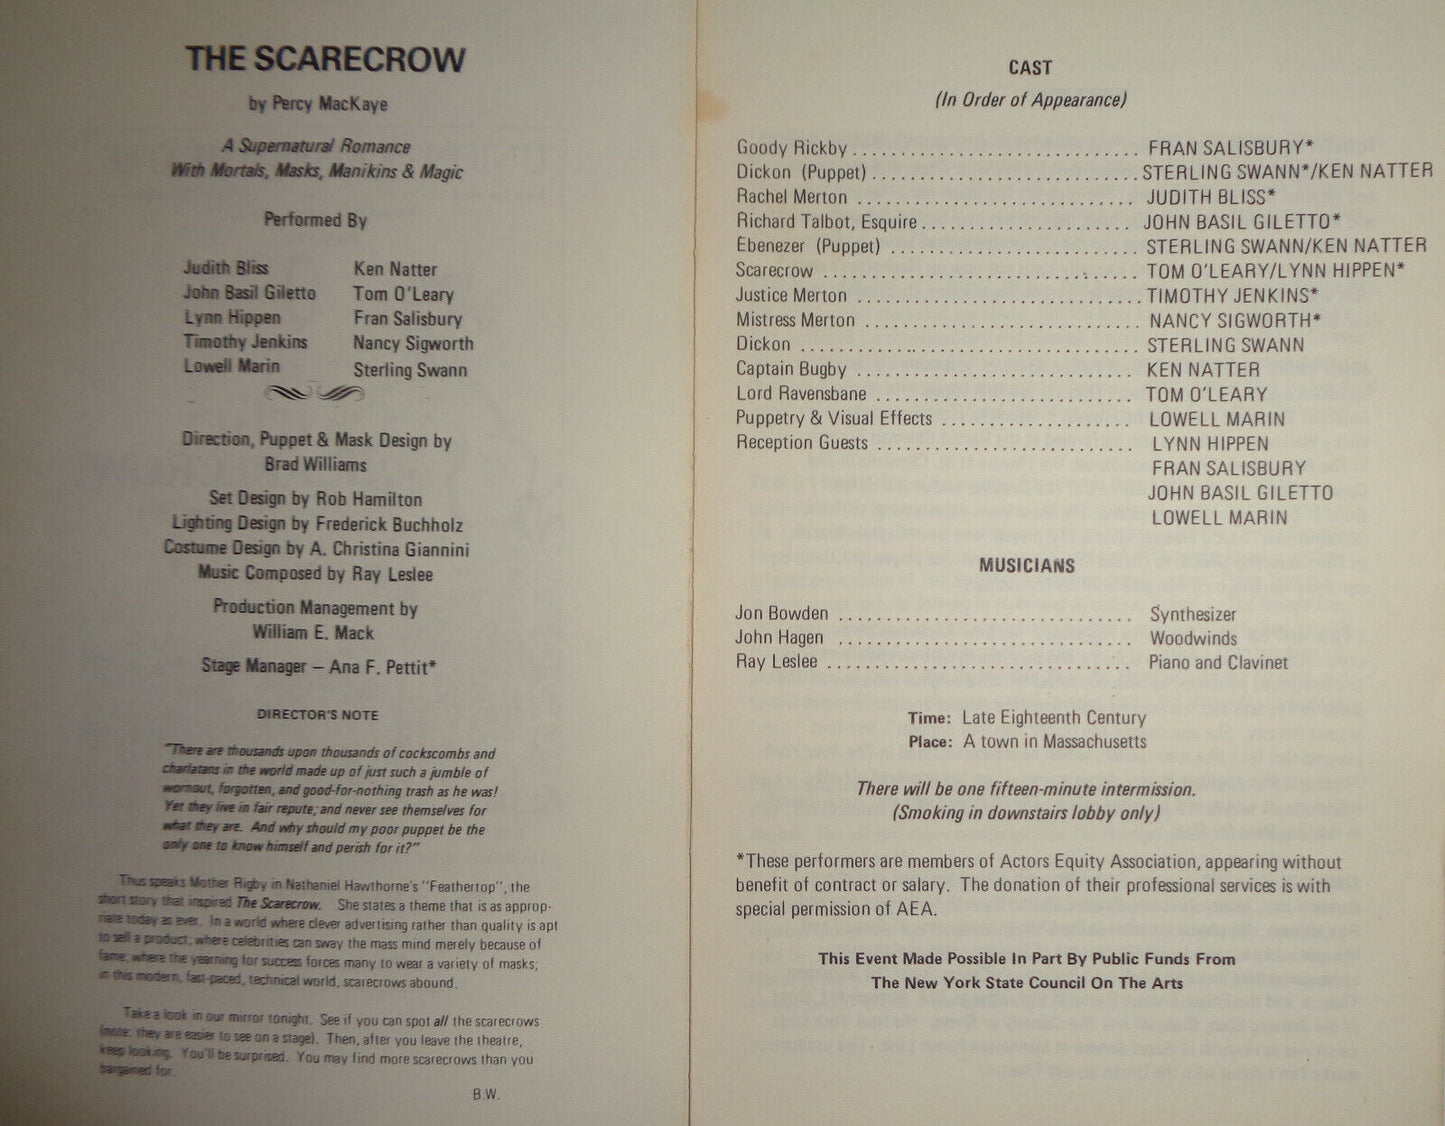 THE SCARECROW
by Percy MacKaye
A Supernatural Romance
With Mortals, Masks, Manikins & Magic
Performed By
Judith Bliss Ken Natter
John Basil Giletto Tom O'Leary
Lynn Hippen Fran Salisbury
Timothy Jenkins Nancy Sigworth
Lowell Marin Sterling Swann
Direction, Puppet & Mask Design by
Brad Williams
Set Design by Rob Hamilton
Lighting Design by Frederick Buchholz
Costume Design by A. Christina Giannini
Music Composed by Ray Leslee
Production Management by
William E. Mack
Stage Manager — Ana F. Pettit*
DIRECTOR'S NOTE
"There are thousands upon thousands of cockscombs and
charlatans in the world made up of just such a jumble of
wornout, forgotten, and good-for-nothing trash as he was!
Yet they live in fair repute; and never see themselves for
what they are. And why should my poor puppet be the
only one to know himself and perish for it?"
Thus speaks Mother Rigby in Nathaniel Hawthorne's "Feathertop", the
short story that inspired The Scarecrow. She states a theme that is as approp-
riate today as ever. In a world where clever advertising rather than quality is apt
to sell a product; where celebrities can sway the mass mind merely because of
fame; where the yearning for success forces many to wear a variety of masks;
in this modern, fast-paced, technical world, scarecrows abound.
Take a look in our mirror tonight. See if you can spot all the scarecrows
(note: they are easier to see on a stage). Then, after you leave the theatre,
keep looking. You'll be surprised. You may find more scarecrows than you
bargained for.
B.W.
CAST
(In Order of Appearance)
Goody Rickby . . . . . . . . . . . . . . . . . . . . . . . . . . . . . FRAN SALISBURY*
Dickon (Puppet) . . . . . . . . . . . . . . . . . . . . . . . . . . . STERLING SWANN*/KEN NATTER
Rachel Merton . . . . . . . . . . . . . . . . . . . . . . . . . . . . JUDITH BLISS*
Richard Talbot, Esquire . . . . . . . . . . . . . . . . . . . . . . JOHN BASIL GILETTO*
Ebenezer (Puppet) . . . . . . . . . . . . . . . . . . . . . . . . . STERLING SWANN/KEN NATTER
Scarecrow . . . . . . . . . . . . . . . . . . . . . . . . . . . . . . . . TOM O'LEARY/LYNN HIPPEN*
Justice Merton . . . . . . . . . . . . . . . . . . . . . . . . . . . . . TIMOTHY JENKINS*
Mistress Merton . . . . . . . . . . . . . . . . . . . . . . . . . . . . NANCY SIGWORTH*
Dickon . . . . . . . . . . . . . . . . . . . . . . . . . . . . . . . . . . STERLING SWANN
Captain Bugby . . . . . . . . . . . . . . . . . . . . . . . . . . . . KEN NATTER
Lord Ravensbane . . . . . . . . . . . . . . . . . . . . . . . . . . TOM O'LEARY
Puppetry & Visual Effects . . . . . . . . . . . . . . . . . . . LOWELL MARIN
Reception Guests . . . . . . . . . . . . . . . . . . . . . . . . . . LYNN HIPPEN
FRAN SALISBURY
JOHN BASIL GILETTO
LOWELL MARIN
MUSICIANS
Jon Bowden . . . . . . . . . . . . . . . . . . . . . . . . . . . . . . Synthesizer
John Hagen . . . . . . . . . . . . . . . . . . . . . . . . . . . . . . Woodwinds
Ray Leslee . . . . . . . . . . . . . . . . . . . . . . . . . . . . . . . Piano and Clavinet
Time: Late Eighteenth Century
Place: A town in Massachusetts
There will be one fifteen-minute intermission.
(Smoking in downstairs lobby only)
*These performers are members of Actors Equity Association, appearing without
benefit of contract or salary. The donation of their professional services is with
special permission of AEA.
This Event Made Possible In Part By Public Funds From
The New York State Council On The Arts